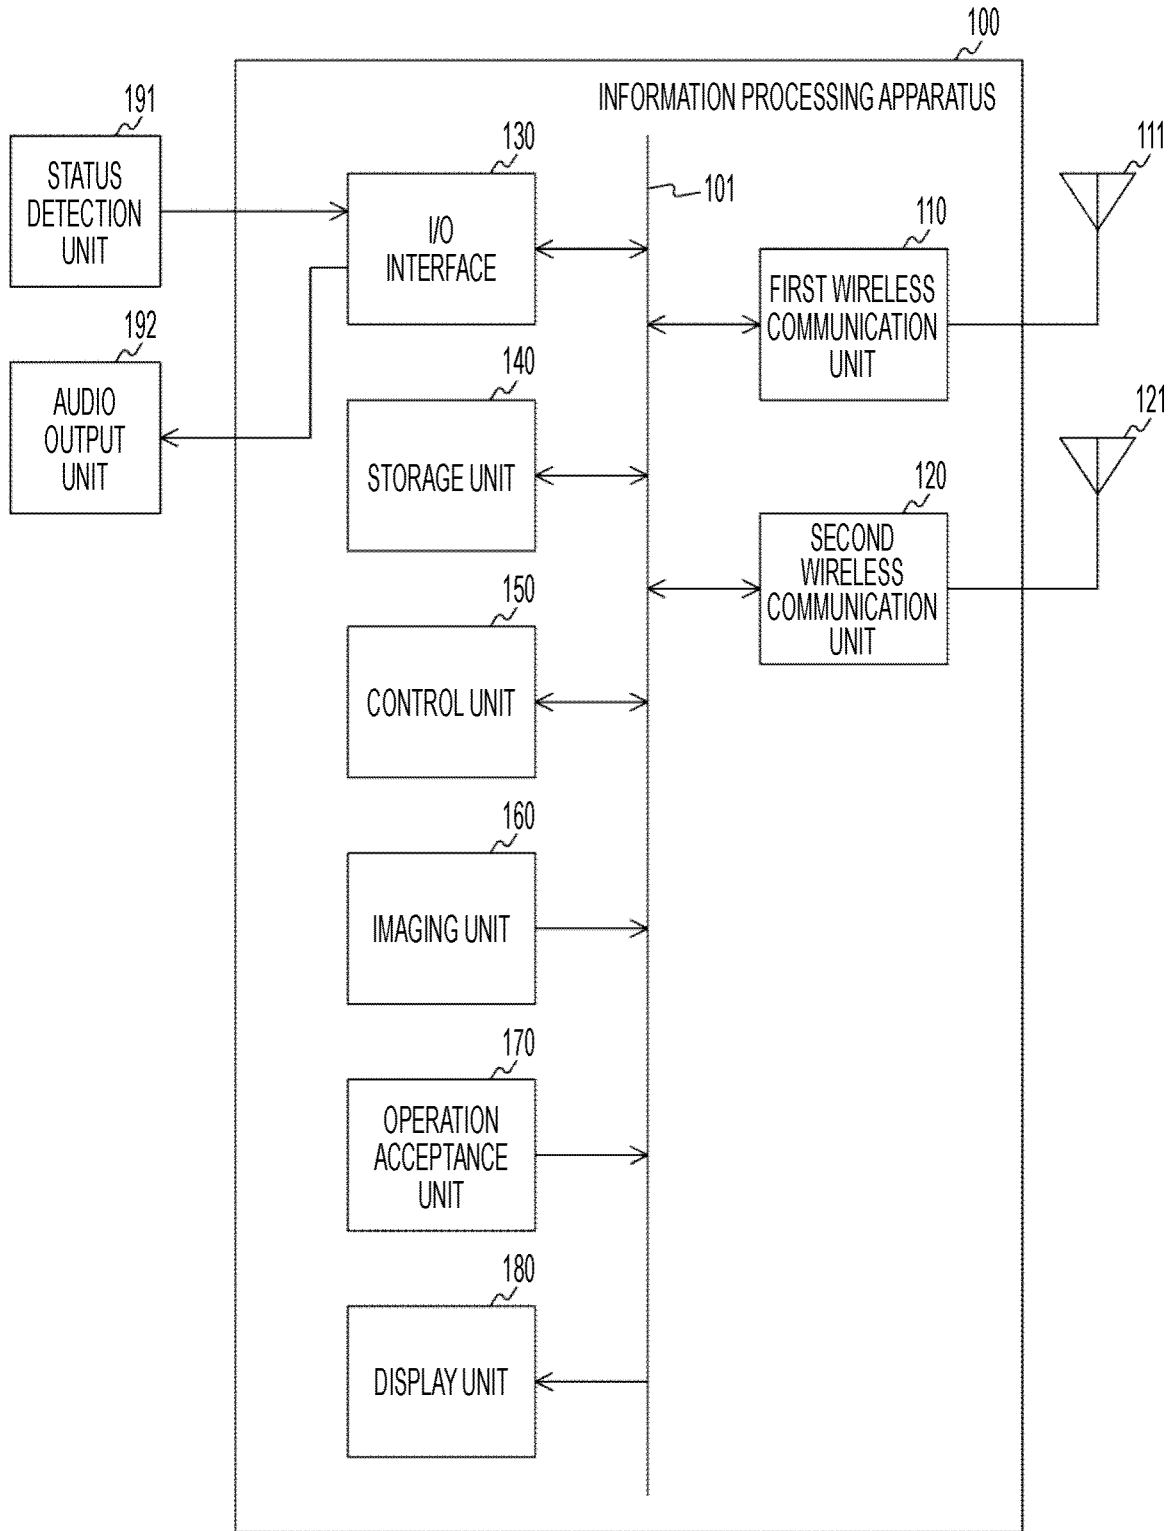 100
INFORMATION PROCESSING APPARATUS
191
STATUS
DETECTION
UNIT
130
I/O
INTERFACE
101
111
110
FIRST WIRELESS
COMMUNICATION
UNIT
192
AUDIO
OUTPUT
UNIT
140
STORAGE UNIT
121
120
SECOND
WIRELESS
COMMUNICATION
UNIT
150
CONTROL UNIT
160
IMAGING UNIT
170
OPERATION
ACCEPTANCE
UNIT
180
DISPLAY UNIT